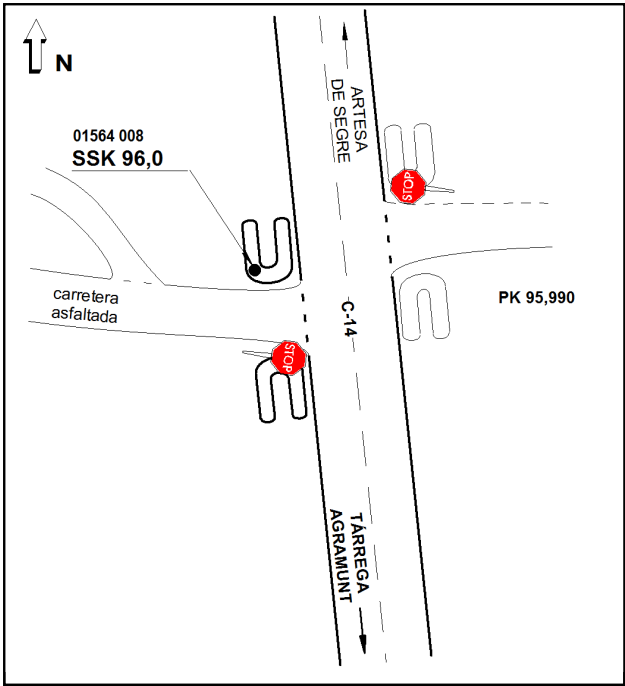 N
ARTESA
DE SEGRE
01564 008
SSK 96,0
STOP
carretera
asfaltada
C-14
PK 95,990
STOP
TÁRREGA
AGRAMUNT